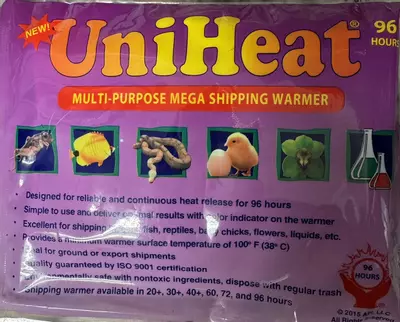 NEW!
UniHeat®
96
HOURS
MULTI-PURPOSE MEGA SHIPPING WARMER
• Designed for reliable and continuous heat release for 96 hours
• Simple to use and deliver optimal results with color indicator on the warmer
• Excellent for shipping fish, reptiles, baby chicks, flowers, liquids, etc.
• Provides a minimum warmer surface temperature of 100° F (38° C)
• Ideal for ground or export shipments
• Quality guaranteed by ISO 9001 certification
• Environmentally safe with nontoxic ingredients, dispose with regular trash
• Shipping warmer available in 20+, 30+, 40+, 60, 72, and 96 hours
96
HOURS
LLC
All Rights